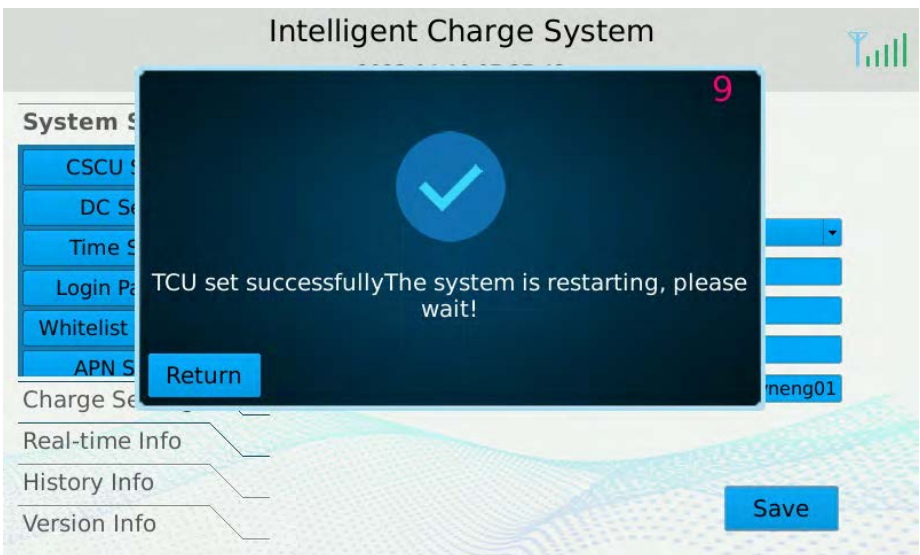 Intelligent Charge System
9
System S
CSCU S
DC Se
Time S
Login Pa
Whitelist
APN S
TCU set successfullyThe system is restarting, please
wait!
Return
neng01
Charge Se
Real-time Info
History Info
Version Info
Save